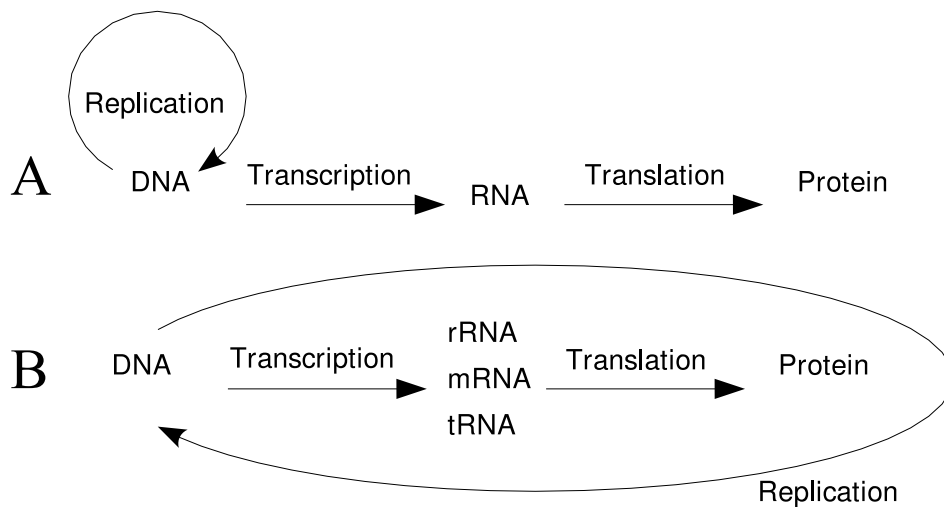 Replication
A
DNA
Transcription
RNA
Translation
Protein
B
DNA
Transcription
rRNA
mRNA
tRNA
Translation
Protein
Replication